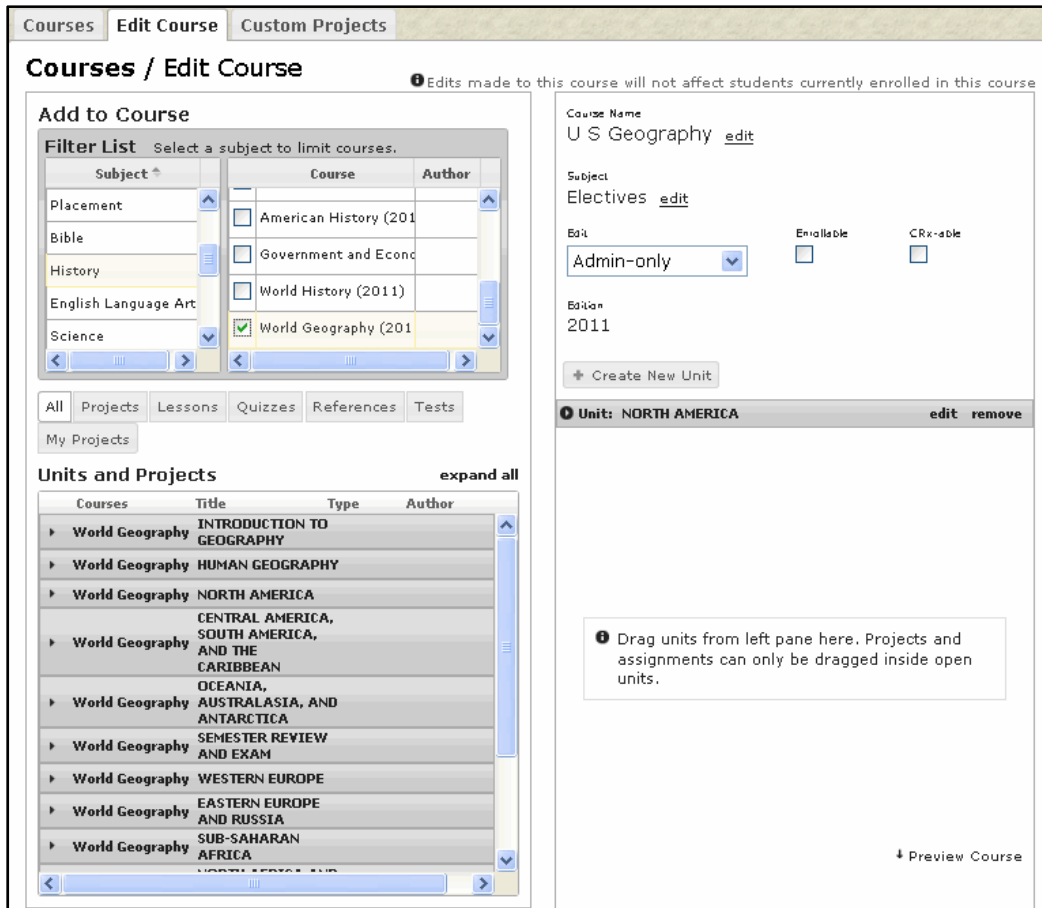 Courses Edit Course Custom Projects
Courses / Edit Course
Edits made to this course will not affect students currently enrolled in this course
Add to Course
Filter List Select a subject to limit courses.
Subject Course Author
Placement
Bible
History
English Language Art
Science
American History (201
Government and Econo
World History (2011)
World Geography (201
All Projects Lessons Quizzes References Tests
My Projects
Units and Projects expand all
Courses Title Type Author
World Geography INTRODUCTION TO
GEOGRAPHY
World Geography HUMAN GEOGRAPHY
World Geography NORTH AMERICA
World Geography CENTRAL AMERICA,
SOUTH AMERICA,
AND THE
CARIBBEAN
World Geography OCEANIA,
AUSTRALASIA, AND
ANTARCTICA
World Geography SEMESTER REVIEW
AND EXAM
World Geography WESTERN EUROPE
World Geography EASTERN EUROPE
AND RUSSIA
World Geography SUB-SAHARAN
AFRICA
Course Name
U S Geography edit
Subject
Electives edit
Edit Enrollable CRx-able
Admin-only
Edition
2011
+ Create New Unit
Unit: NORTH AMERICA edit remove
Drag units from left pane here. Projects and
assignments can only be dragged inside open
units.
Preview Course